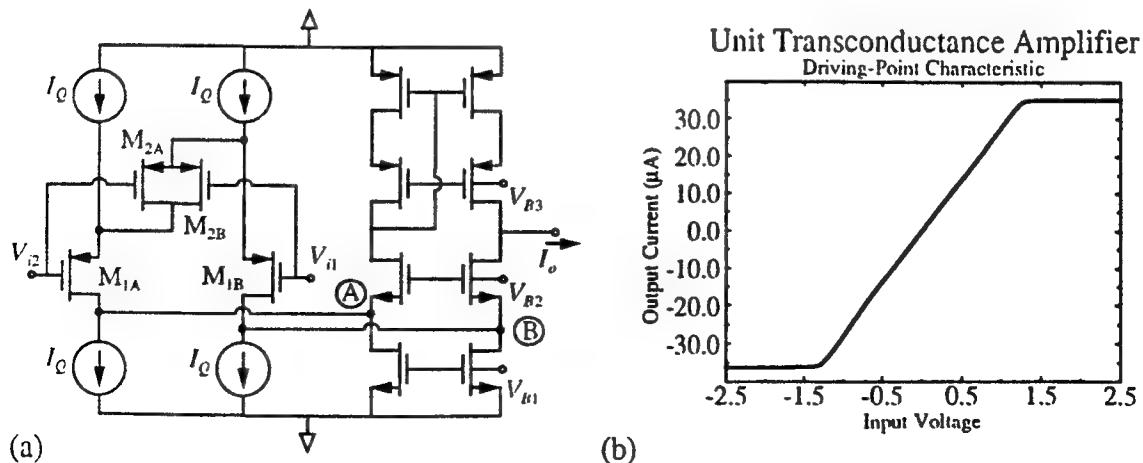 I_Q
I_Q
M_2A
M_2B
V_i2
M_1A
M_1B
V_i1
I_Q
I_Q
A
B
V_B3
I_o
V_B2
V_B1
(a)
Unit Transconductance Amplifier
Driving-Point Characteristic
Output Current (μA)
30.0
20.0
10.0
0.0
-10.0
-20.0
-30.0
-2.5 -1.5 -0.5 0.5 1.5 2.5
Input Voltage
(b)